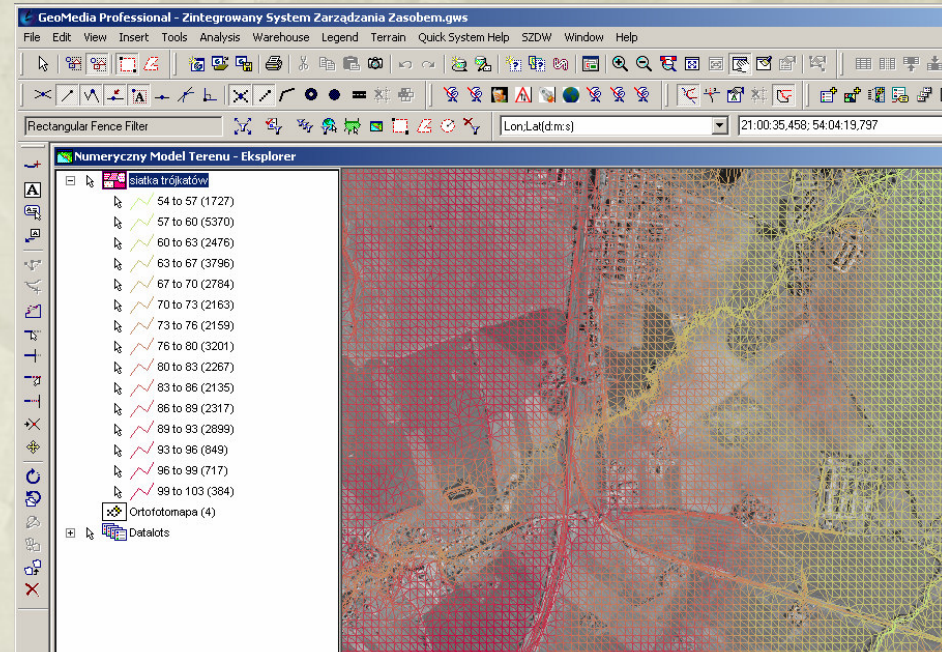 GeoMedia Professional - Zintegrowany System Zarządzania Zasobem.gws
File Edit View Insert Tools Analysis Warehouse Legend Terrain Quick System Help SZDW Window Help
Rectangular Fence Filter Lon;Lat(d:m:s) 21:00:35,458; 54:04:19,797
Numeryczny Model Terenu - Eksplorer
siatka trójkatów
54 to 57 (1727)
57 to 60 (5370)
60 to 63 (2476)
63 to 67 (3796)
67 to 70 (2784)
70 to 73 (2163)
73 to 76 (2159)
76 to 80 (3201)
80 to 83 (2267)
83 to 86 (2135)
86 to 89 (2317)
89 to 93 (2899)
93 to 96 (849)
96 to 99 (717)
99 to 103 (384)
Ortofotomapa (4)
Datalots